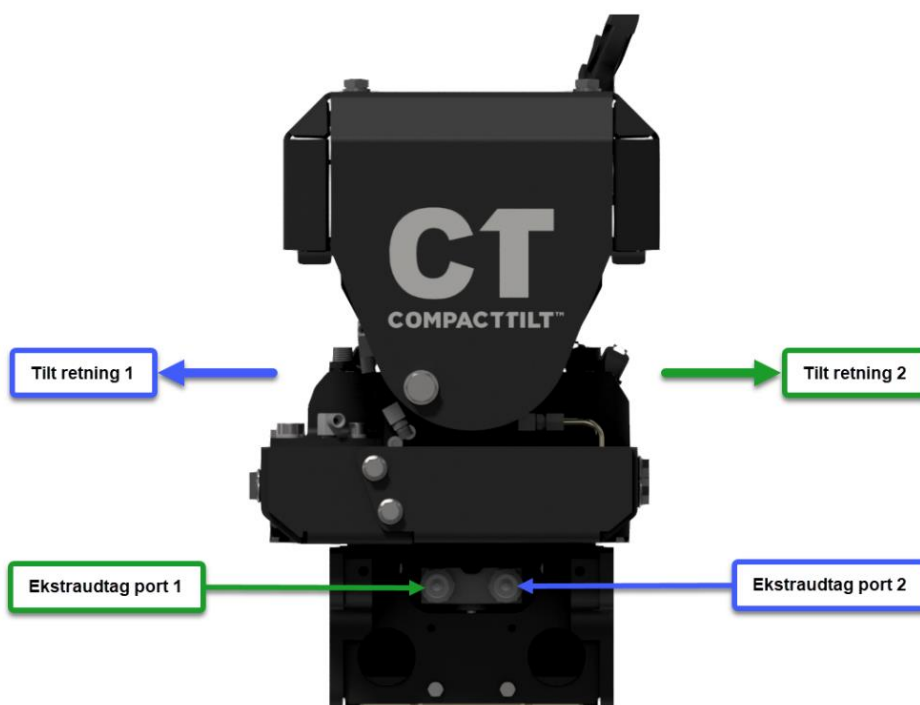 CT
COMPACTTILT™
Tilt retning 1
Tilt retning 2
Ekstraudtag port 1
Ekstraudtag port 2